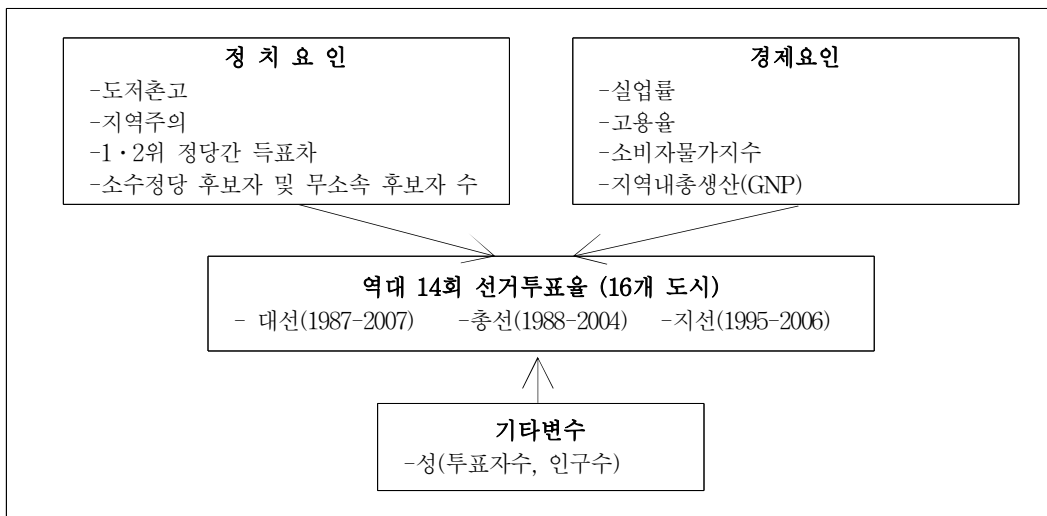 정 치 요 인
-도저촌고
-지역주의
-1·2위 정당간 득표차
-소수정당 후보자 및 무소속 후보자 수
경제요인
-실업률
-고용율
-소비자물가지수
-지역내총생산(GNP)
역대 14회 선거투표율 (16개 도시)
- 대선(1987-2007) -총선(1988-2004) -지선(1995-2006)
기타변수
-성(투표자수, 인구수)